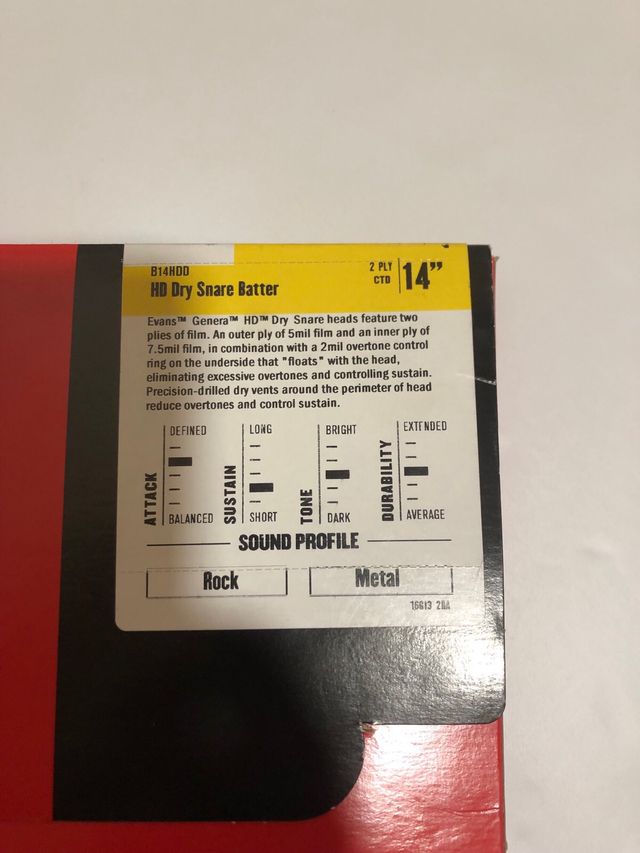 B14HDD
HD Dry Snare Batter
2 PLY
CTD
14”
Evans™ Genera™ HD™ Dry Snare heads feature two
plies of film. An outer ply of 5mil film and an inner ply of
7.5mil film, in combination with a 2mil overtone control
ring on the underside that "floats" with the head,
eliminating excessive overtones and controlling sustain.
Precision-drilled dry vents around the perimeter of head
reduce overtones and control sustain.
ATTACK
DEFINED
BALANCED
SUSTAIN
LONG
SHORT
TONE
BRIGHT
DARK
DURABILITY
EXTENDED
AVERAGE
SOUND PROFILE
Rock
Metal